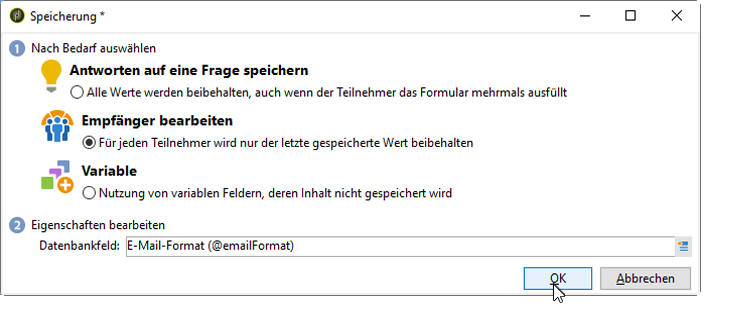 Speicherung *
1 Nach Bedarf auswählen
Antworten auf eine Frage speichern
Alle Werte werden beibehalten, auch wenn der Teilnehmer das Formular mehrmals ausfüllt
Empfänger bearbeiten
Für jeden Teilnehmer wird nur der letzte gespeicherte Wert beibehalten
Variable
Nutzung von variablen Feldern, deren Inhalt nicht gespeichert wird
2 Eigenschaften bearbeiten
Datenbankfeld: E-Mail-Format (@emailFormat)
OK Abbrechen